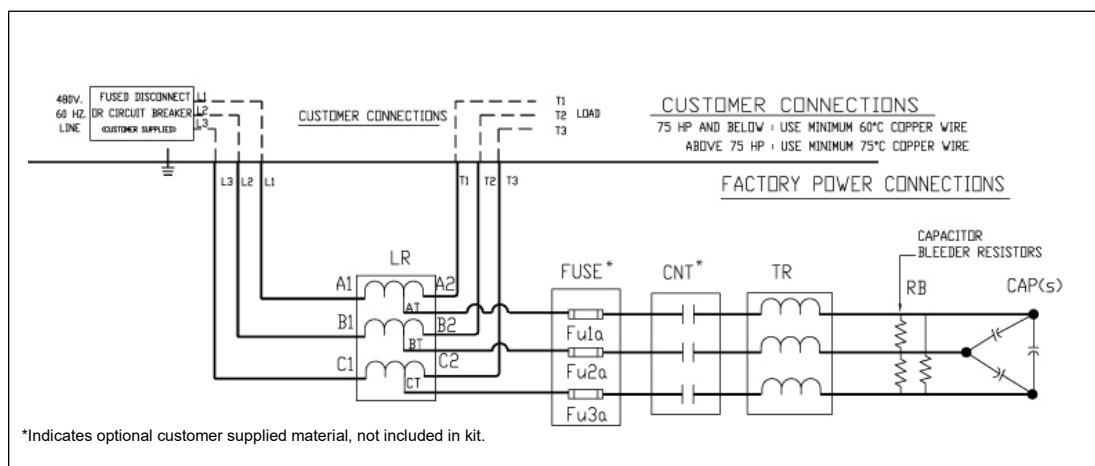 480V.
60 HZ.
LINE
FUSED DISCONNECT
OR CIRCUIT BREAKER
(CUSTOMER SUPPLIED)
L1
L2
L3
CUSTOMER CONNECTIONS
T1
T2 LOAD
T3
CUSTOMER CONNECTIONS
75 HP AND BELOW : USE MINIMUM 60°C COPPER WIRE
ABOVE 75 HP : USE MINIMUM 75°C COPPER WIRE
L3 L2 L1
T1 T2 T3
FACTORY POWER CONNECTIONS
CAPACITOR
BLEEDER RESISTORS
LR
FUSE*
CNT*
TR
RB
CAP(s)
A1
A2
AT
B1
B2
BT
C1
C2
CT
Fu1a
Fu2a
Fu3a
*Indicates optional customer supplied material, not included in kit.